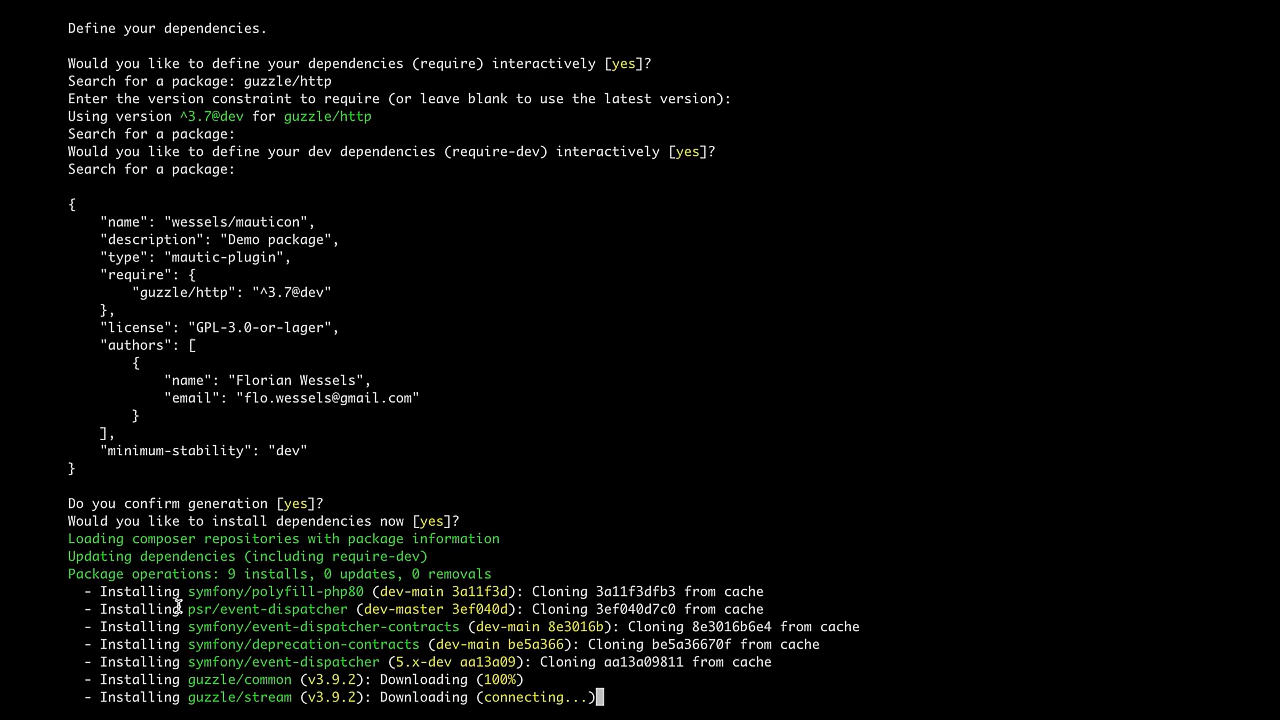 Define your dependencies.
Would you like to define your dependencies (require) interactively [yes]?
Search for a package: guzzle/http
Enter the version constraint to require (or leave blank to use the latest version):
Using version ^3.7@dev for guzzle/http
Search for a package:
Would you like to define your dev dependencies (require-dev) interactively [yes]?
Search for a package:
{
    "name": "wessels/mauticon",
    "description": "Demo package",
    "type": "mautic-plugin",
    "require": {
        "guzzle/http": "^3.7@dev"
    },
    "license": "GPL-3.0-or-lager",
    "authors": [
        {
            "name": "Florian Wessels",
            "email": "flo.wessels@gmail.com"
        }
    ],
    "minimum-stability": "dev"
}
Do you confirm generation [yes]?
Would you like to install dependencies now [yes]?
Loading composer repositories with package information
Updating dependencies (including require-dev)
Package operations: 9 installs, 0 updates, 0 removals
  - Installing symfony/polyfill-php80 (dev-main 3a11f3d): Cloning 3a11f3dfb3 from cache
  - Installing psr/event-dispatcher (dev-master 3ef040d): Cloning 3ef040d7c0 from cache
  - Installing symfony/event-dispatcher-contracts (dev-main 8e3016b): Cloning 8e3016b6e4 from cache
  - Installing symfony/deprecation-contracts (dev-main be5a366): Cloning be5a36670f from cache
  - Installing symfony/event-dispatcher (5.x-dev aa13a09): Cloning aa13a09811 from cache
  - Installing guzzle/common (v3.9.2): Downloading (100%)
  - Installing guzzle/stream (v3.9.2): Downloading (connecting...)